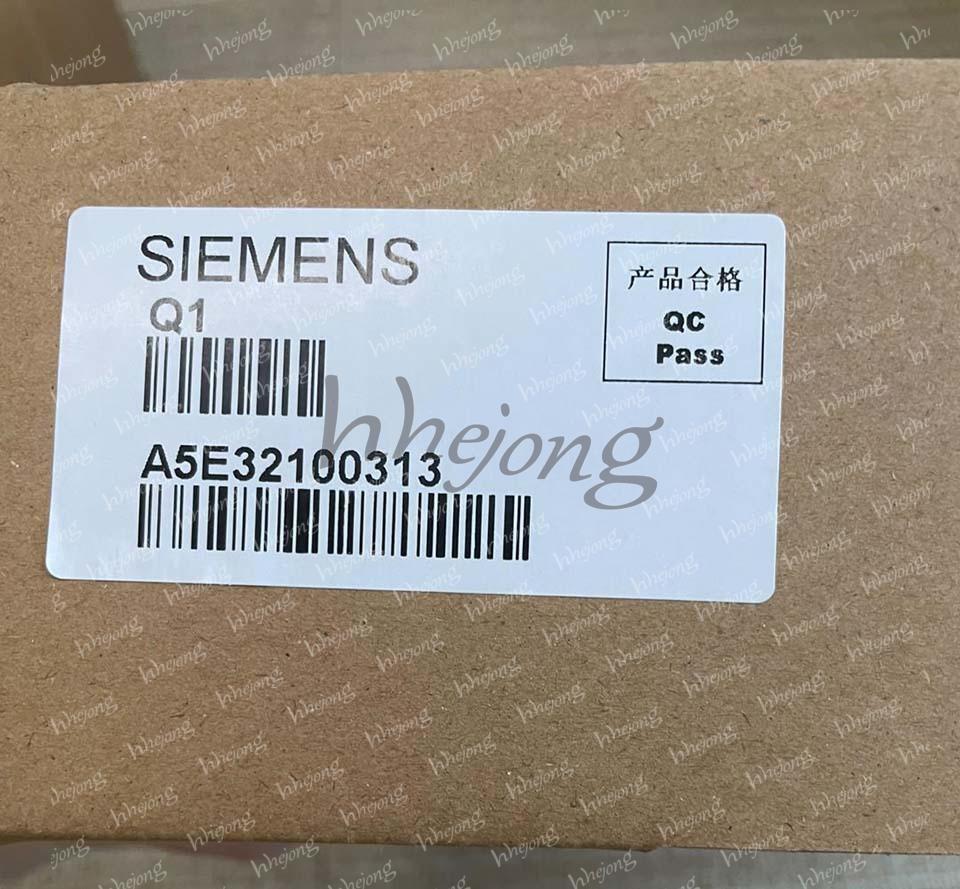 SIEMENS
Q1
A5E32100313
产品合格
QC
Pass
hhejong